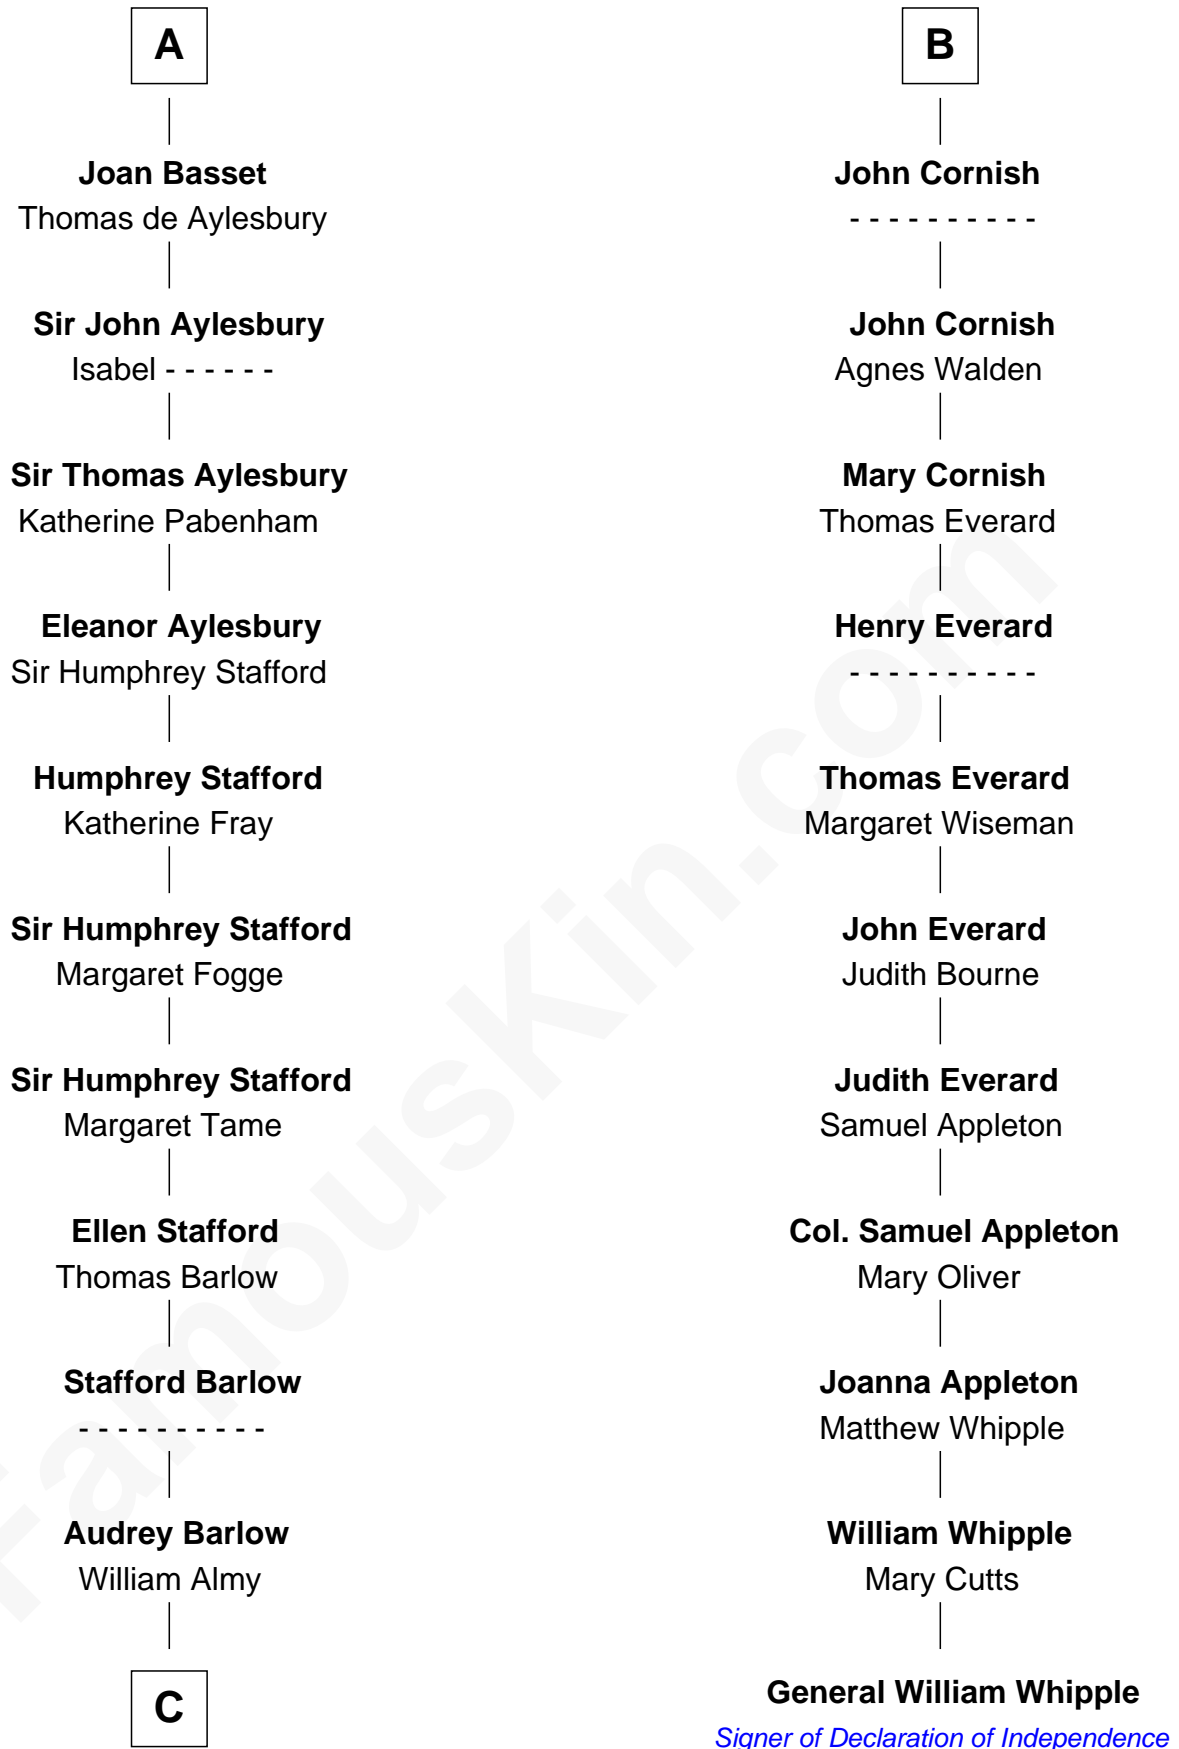 A
Joan Basset
Thomas de Aylesbury
Sir John Aylesbury
Isabel - - - - - -
Sir Thomas Aylesbury
Katherine Pabenham
Eleanor Aylesbury
Sir Humphrey Stafford
Humphrey Stafford
Katherine Fray
Sir Humphrey Stafford
Margaret Fogge
Sir Humphrey Stafford
Margaret Tame
Ellen Stafford
Thomas Barlow
Stafford Barlow
- - - - - - - - - -
Audrey Barlow
William Almy
C
B
John Cornish
- - - - - - - - - -
John Cornish
Agnes Walden
Mary Cornish
Thomas Everard
Henry Everard
- - - - - - - - - -
Thomas Everard
Margaret Wiseman
John Everard
Judith Bourne
Judith Everard
Samuel Appleton
Col. Samuel Appleton
Mary Oliver
Joanna Appleton
Matthew Whipple
William Whipple
Mary Cutts
General William Whipple
Signer of Declaration of Independence
FamousKin.com